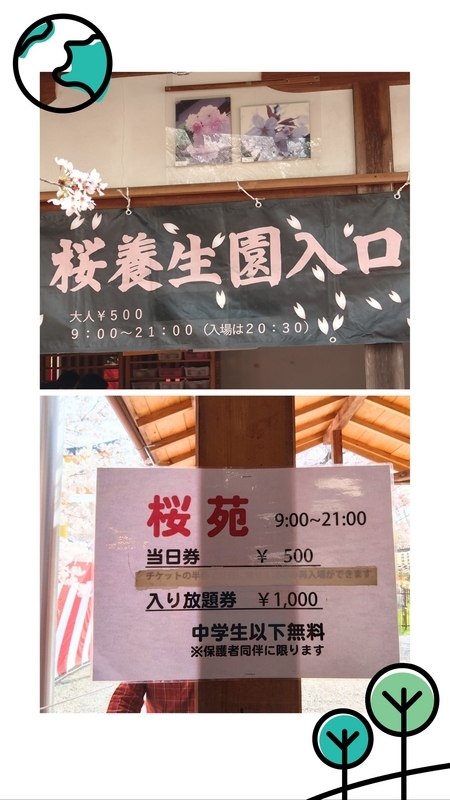 桜養生園入口
大人￥500
9：00～21：00（入場は20：30）
桜苑 9:00~21:00
当日券 ￥ 500
入り放題券 ￥1,000
中学生以下無料
※保護者同伴に限ります